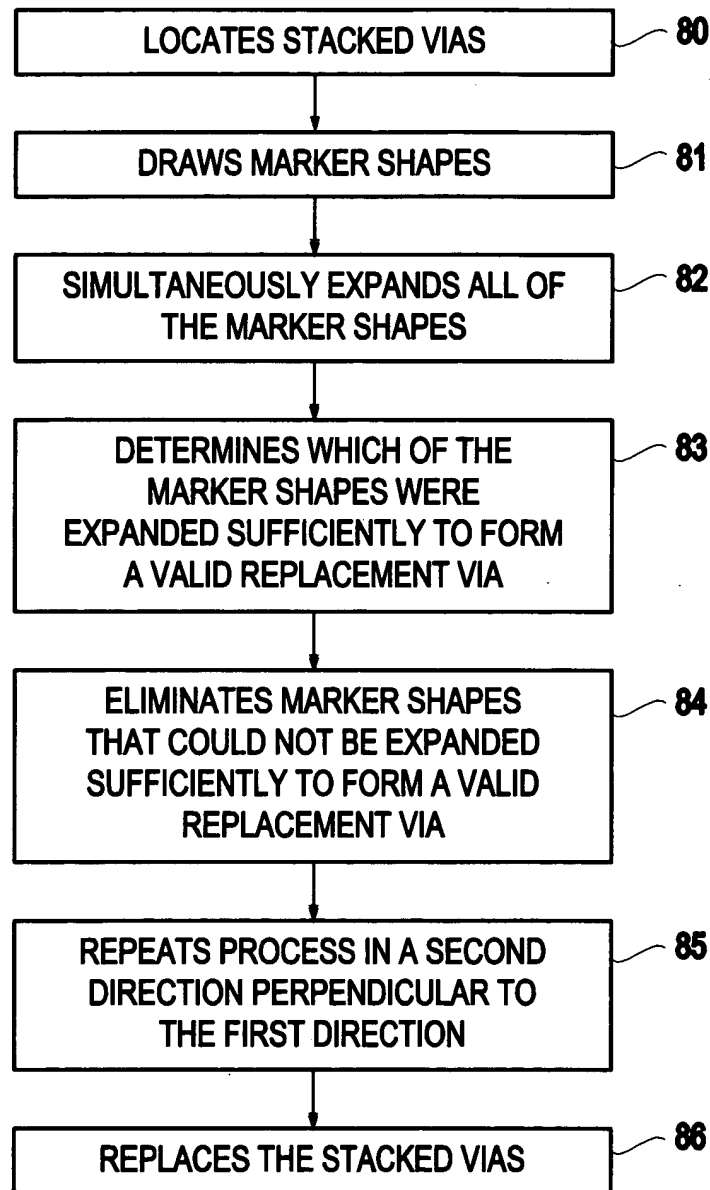 LOCATES STACKED VIAS
80
DRAWS MARKER SHAPES
81
SIMULTANEOUSLY EXPANDS ALL OF
THE MARKER SHAPES
82
DETERMINES WHICH OF THE
MARKER SHAPES WERE
EXPANDED SUFFICIENTLY TO FORM
A VALID REPLACEMENT VIA
83
ELIMINATES MARKER SHAPES
THAT COULD NOT BE EXPANDED
SUFFICIENTLY TO FORM A VALID
REPLACEMENT VIA
84
REPEATS PROCESS IN A SECOND
DIRECTION PERPENDICULAR TO
THE FIRST DIRECTION
85
REPLACES THE STACKED VIAS
86